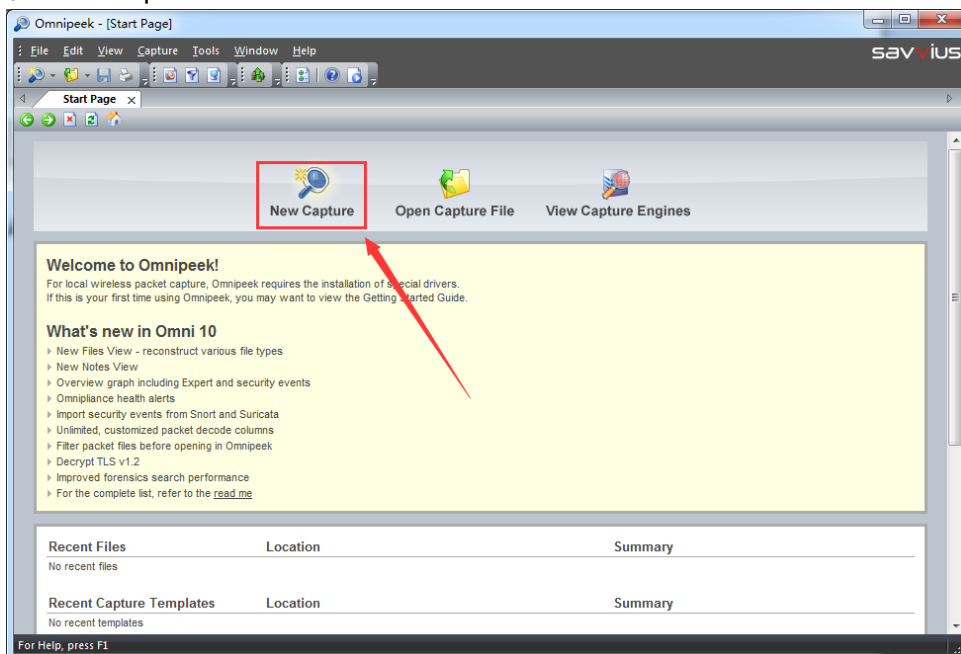 Omnipeek - [Start Page]
File Edit View Capture Tools Window Help
savvius
Start Page
New Capture Open Capture File View Capture Engines
Welcome to Omnipeek!
For local wireless packet capture, Omnipeek requires the installation of special drivers.
If this is your first time using Omnipeek, you may want to view the Getting Started Guide.
What's new in Omni 10
New Files View - reconstruct various file types
New Notes View
Overview graph including Expert and security events
Omnipliance health alerts
Import security events from Snort and Suricata
Unlimited, customized packet decode columns
Filter packet files before opening in Omnipeek
Decrypt TLS v1.2
Improved forensics search performance
For the complete list, refer to the read me
Recent Files Location Summary
No recent files
Recent Capture Templates Location Summary
No recent templates
For Help, press F1